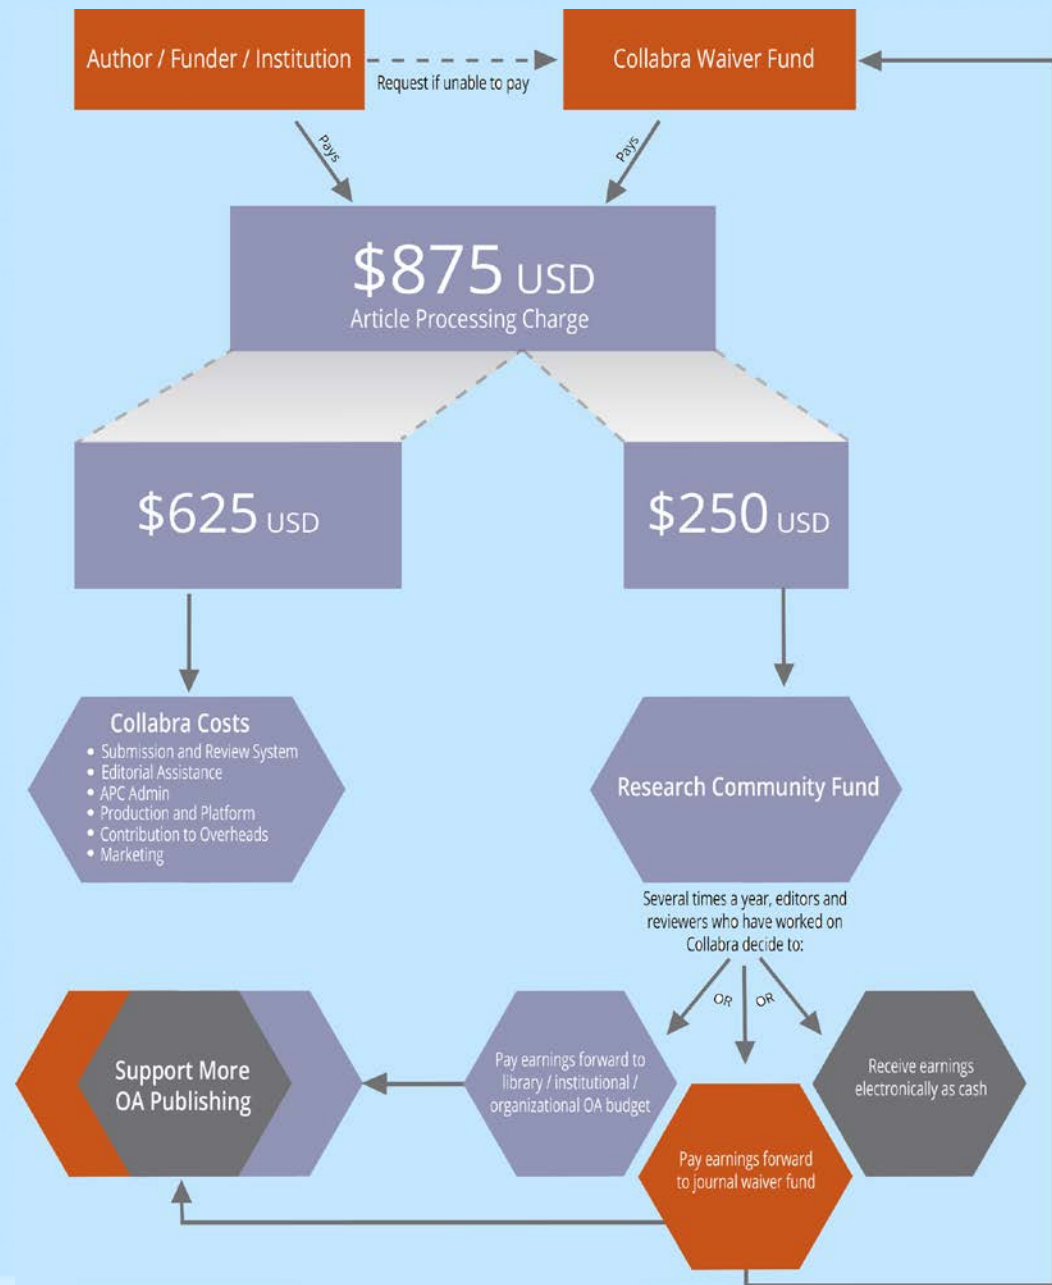 Author / Funder / Institution
Request if unable to pay
Collabra Waiver Fund
Pays
Pays
$875 USD
Article Processing Charge
$625 USD
$250 USD
Collabra Costs
• Submission and Review System
• Editorial Assistance
• APC Admin
• Production and Platform
• Contribution to Overheads
• Marketing
Research Community Fund
Several times a year, editors and
reviewers who have worked on
Collabra decide to:
OR
OR
Support More
OA Publishing
Pay earnings forward to
library / institutional /
organizational OA budget
Pay earnings forward
to journal waiver fund
Receive earnings
electronically as cash